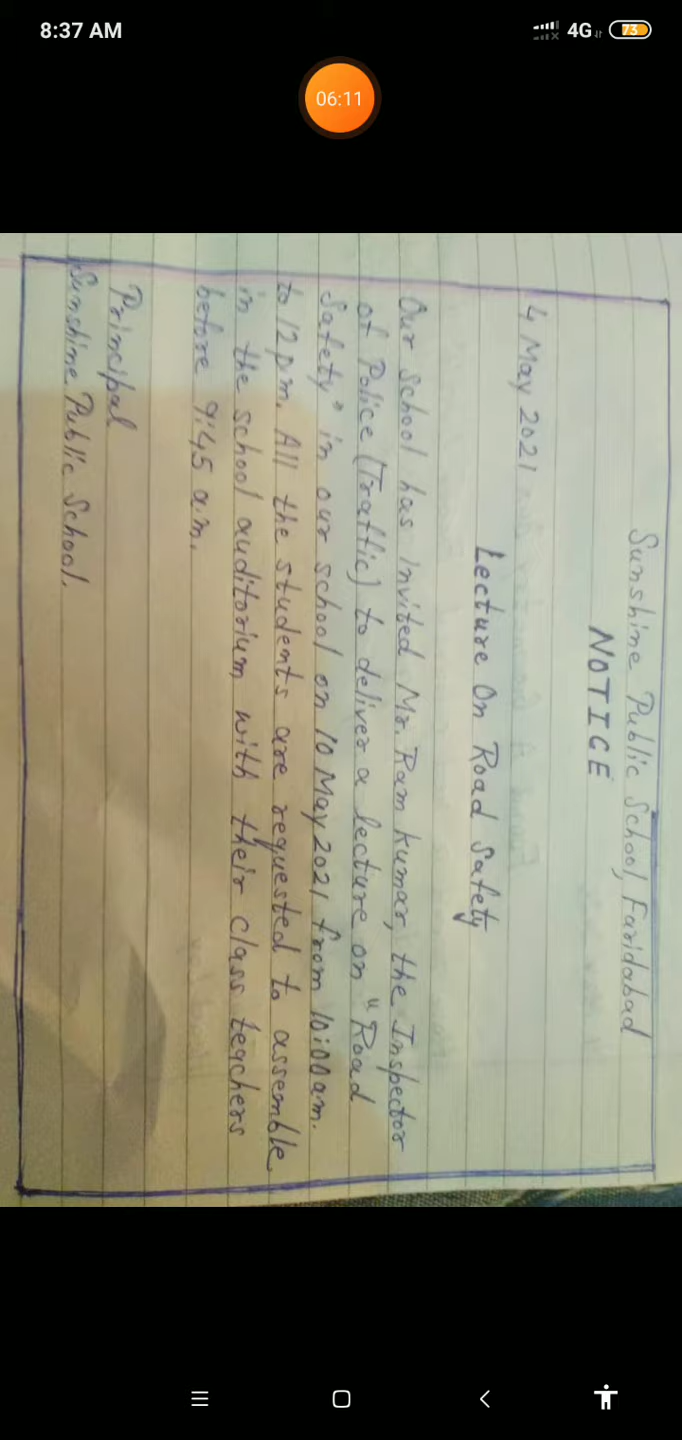 8:37 AM
4G
73
06:11
Sunshine Public School, Faridabad
NOTICE
4 May 2021
Lecture On Road Safety
Our School has invited Mr. Ram kumar, the Inspector
of Police (Traffic) to deliver a lecture on "Road
Safety" in our school on 10 May 2021 from 10:00 am.
to 12 p.m. All the students are requested to assemble
in the school auditorium with their class teachers
before 9:45 a.m.
Principal
Sunshine Public School.